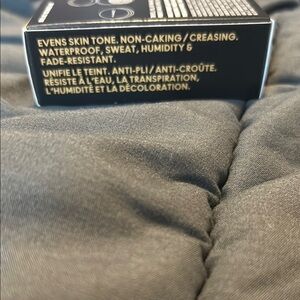 EVENS SKIN TONE. NON-CAKING / CREASING.
WATERPROOF, SWEAT, HUMIDITY &
FADE-RESISTANT.
UNIFIE LE TEINT. ANTI-PLI / ANTI-CROÛTE.
RÉSISTE À L'EAU, LA TRANSPIRATION,
L'HUMIDITÉ ET LA DÉCOLORATION.